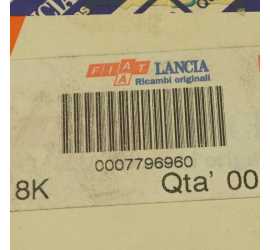 FIAT LANCIA
Ricambi originali
0007796960
8K Qta' 00